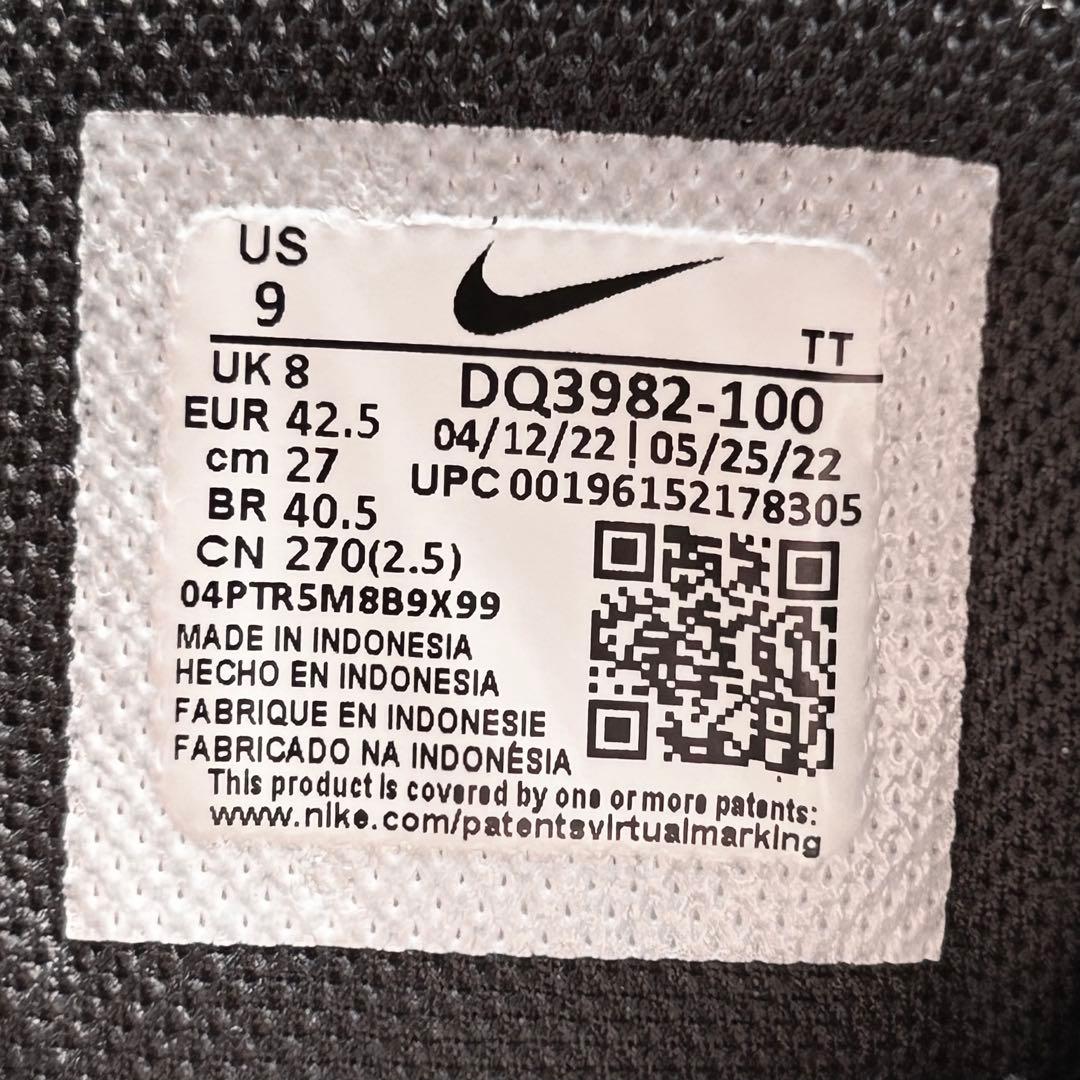 US
9
TT
UK 8
EUR 42.5
cm 27
BR 40.5
CN 270(2.5)
DQ3982-100
04/12/22 | 05/25/22
UPC 00196152178305
04PTR5M8B9X99
MADE IN INDONESIA
HECHO EN INDONESIA
FABRIQUE EN INDONESIE
FABRICADO NA INDONÉSIA
This product is covered by one or more patents:
www.nike.com/patentsvirtualmarking